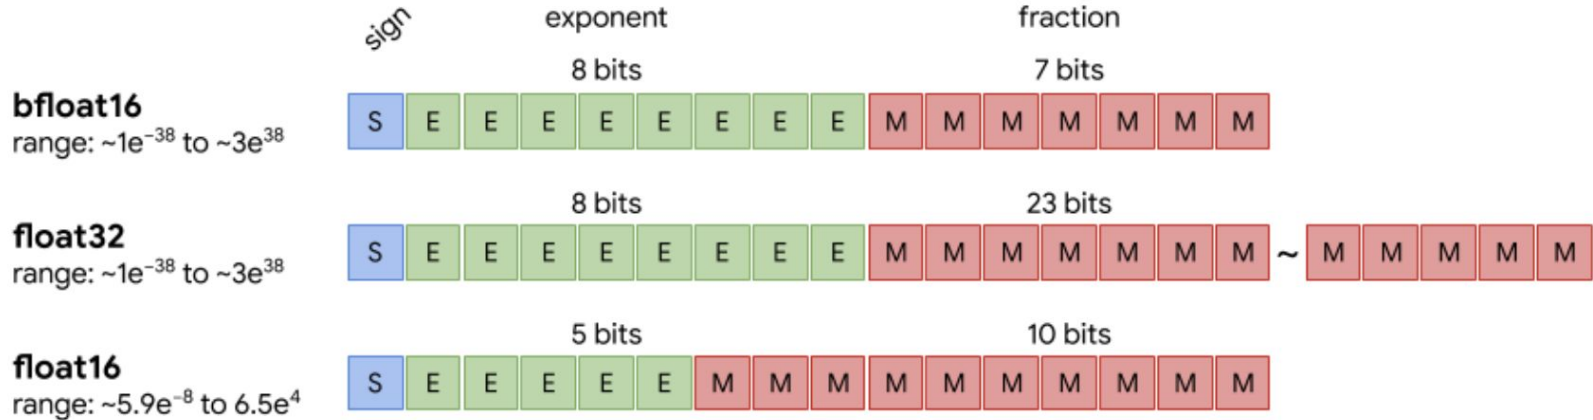 sign exponent fraction
8 bits 7 bits
bfloat16
S E E E E E E E E M M M M M M M
range: ~1e⁻³⁸ to ~3e³⁸
8 bits 23 bits
float32
S E E E E E E E E M M M M M M M ~ M M M M M
range: ~1e⁻³⁸ to ~3e³⁸
5 bits 10 bits
float16
S E E E E E M M M M M M M M M M
range: ~5.9e⁻⁸ to 6.5e⁴